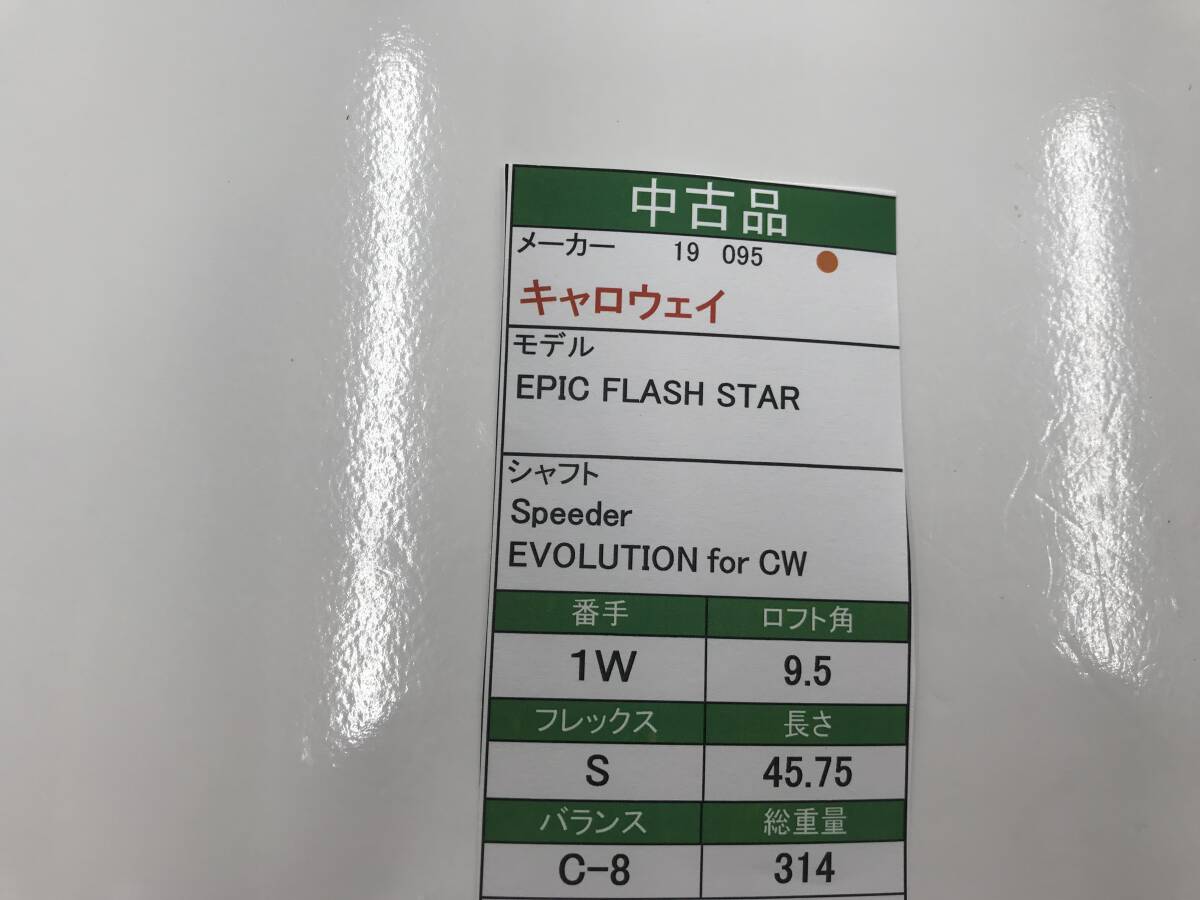 中古品
メーカー 19 095
キャロウェイ
モデル
EPIC FLASH STAR
シャフト
Speeder
EVOLUTION for CW
番手 ロフト角
1W 9.5
フレックス 長さ
S 45.75
バランス 総重量
C-8 314